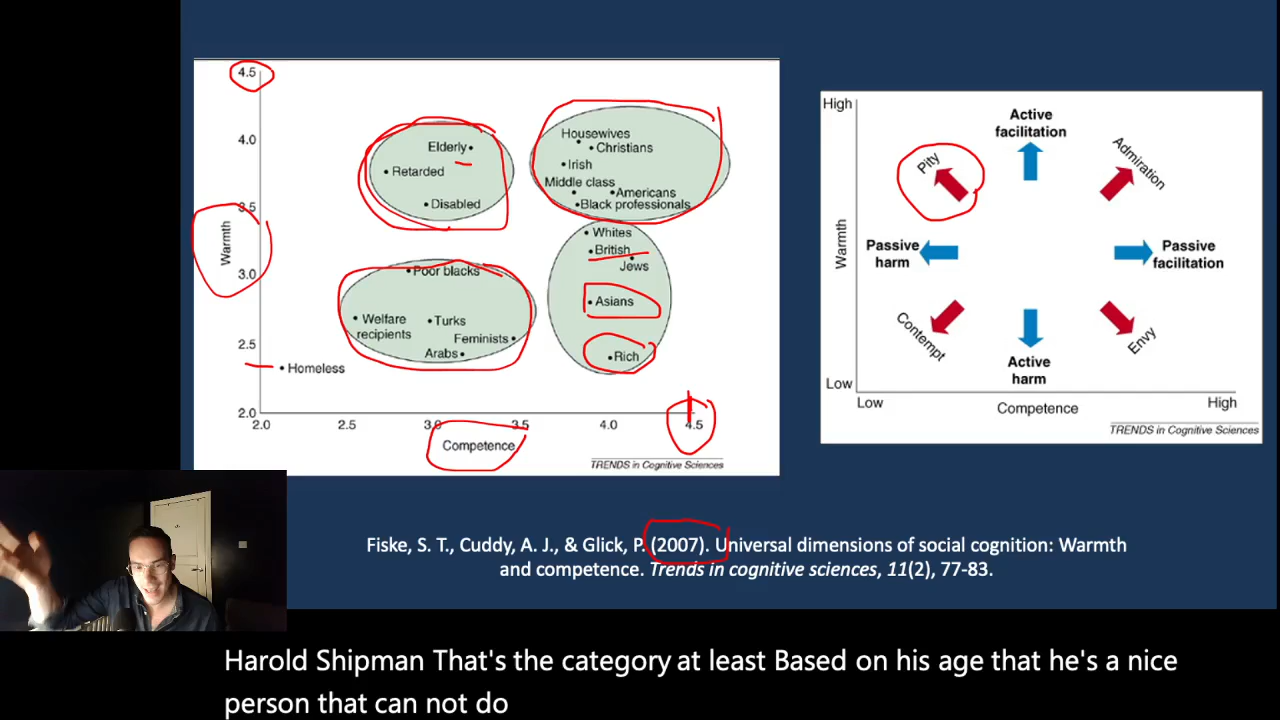 4.5
4.0
3.5
3.0
2.5
2.0
Warmth
Elderly
Retarded
Disabled
Housewives
Christians
Irish
Middle class
Americans
Black professionals
Whites
British
Jews
Asians
Rich
Poor blacks
Welfare
recipients
Turks
Feminists
Arabs
Homeless
2.0 2.5 3.0 3.5 4.0 4.5
Competence
TRENDS in Cognitive Sciences
High
Active
facilitation
Pity
Admiration
Warmth
Passive
harm
Passive
facilitation
Contempt
Envy
Active
harm
Low
Low Competence High
TRENDS in Cognitive Sciences
Fiske, S. T., Cuddy, A. J., & Glick, P. (2007). Universal dimensions of social cognition: Warmth
and competence. Trends in cognitive sciences, 11(2), 77-83.
Harold Shipman That's the category at least Based on his age that he's a nice
person that can not do